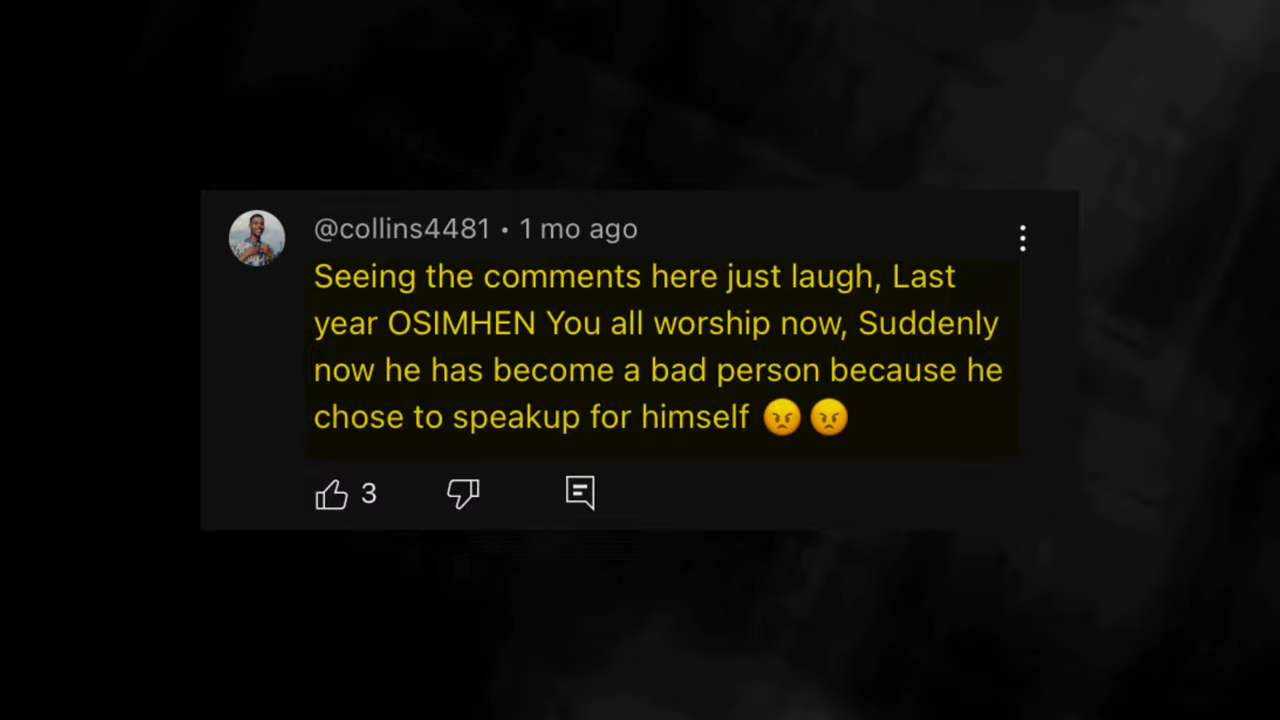 @collins4481 • 1 mo ago
Seeing the comments here just laugh, Last
year OSIMHEN You all worship now, Suddenly
now he has become a bad person because he
chose to speakup for himself 😠 😠
3